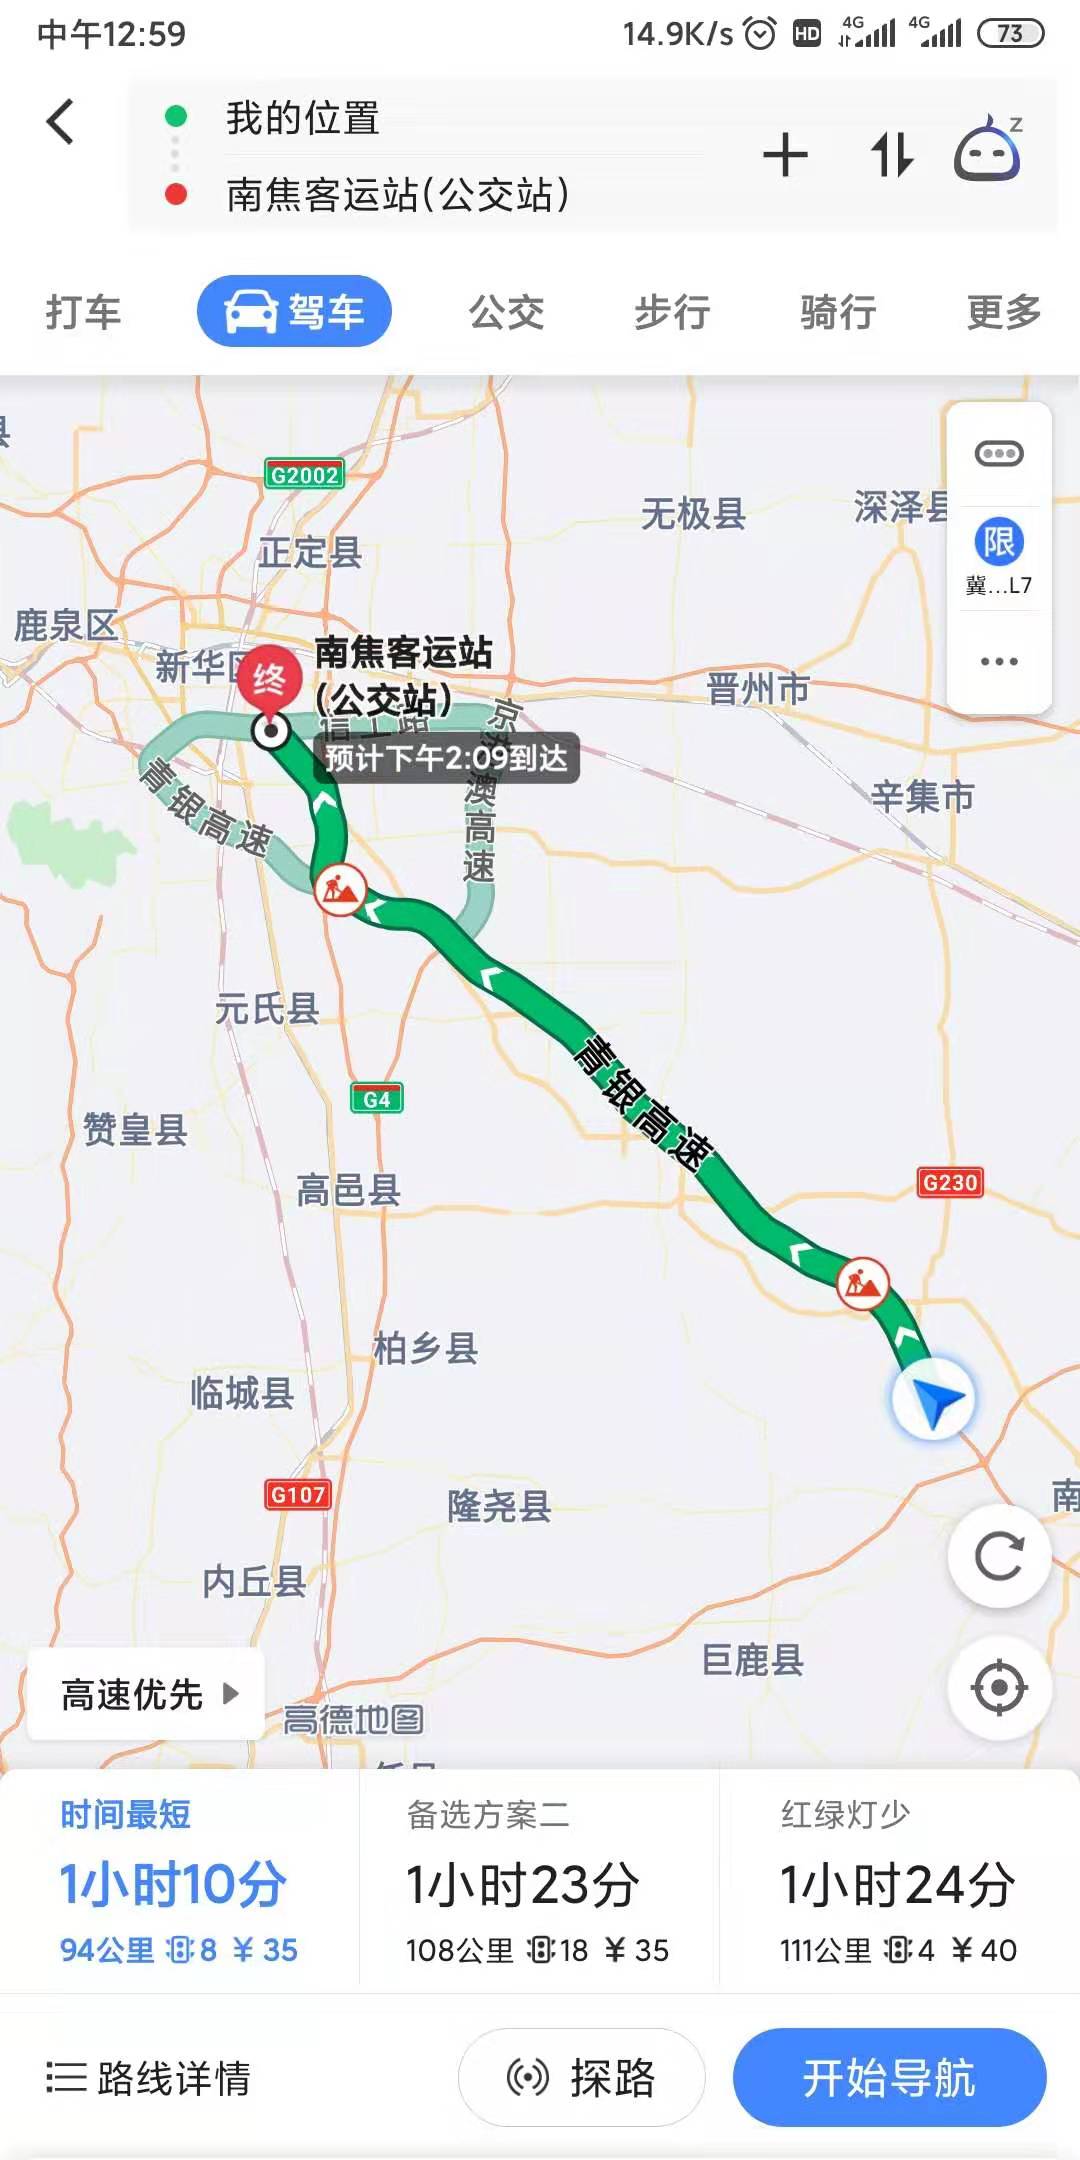 中午12:59
14.9K/s HD 4G 4G 73
我的位置
南焦客运站(公交站)
z
打车
驾车
公交
步行
骑行
更多
G2002
正定县
无极县
深泽县
限
冀...L7
鹿泉区
新华区
终
南焦客运站
(公交站)
预计下午2:09到达
晋州市
辛集市
青银高速
元氏县
G4
赞皇县
高邑县
青银高速
G230
柏乡县
临城县
G107
隆尧县
内丘县
南
巨鹿县
高速优先
高德地图
时间最短
1小时10分
94公里 8 ¥35
备选方案二
1小时23分
108公里 18 ¥35
红绿灯少
1小时24分
111公里 4 ¥40
路线详情
探路
开始导航